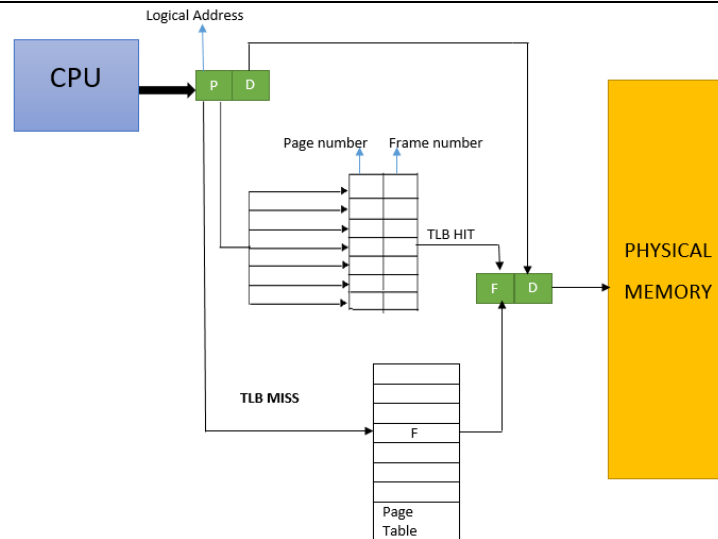 Logical Address
CPU
P D
Page number Frame number
TLB HIT
PHYSICAL
MEMORY
F D
TLB MISS
F
Page
Table